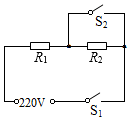 S₂
R₁ R₂
220V
S₁